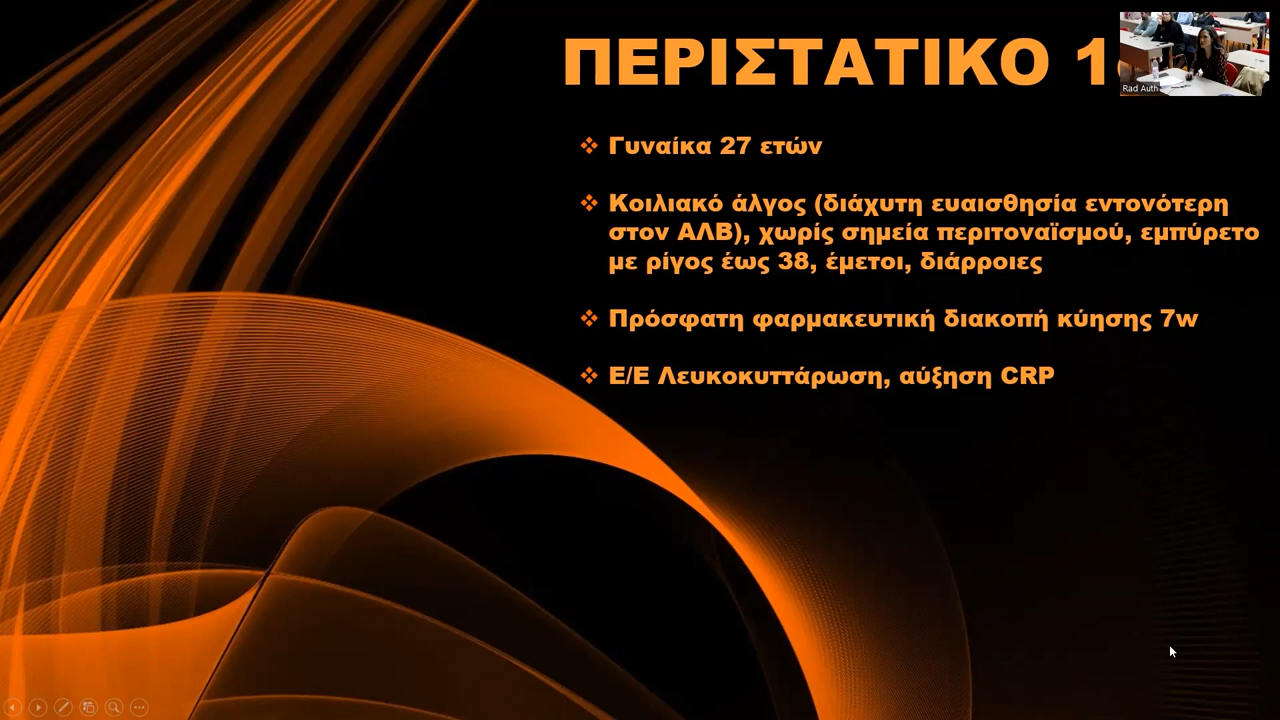 ΠΕΡΙΣΤΑΤΙΚΟ 1
Rad Auth
Γυναίκα 27 ετών
Κοιλιακό άλγος (διάχυτη ευαισθησία εντονότερη
στον ΑΛΒ), χωρίς σημεία περιτοναϊσμού, εμπύρετο
με ρίγος έως 38, έμετοι, διάρροιες
Πρόσφατη φαρμακευτική διακοπή κύησης 7w
Ε/Ε Λευκοκυττάρωση, αύξηση CRP